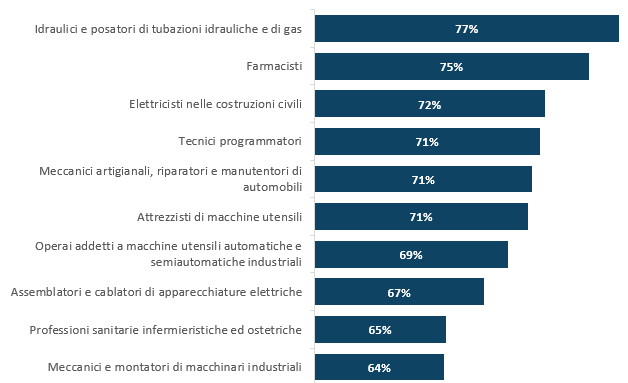 Idraulici e posatori di tubazioni idrauliche e di gas 77%
Farmacisti 75%
Elettricisti nelle costruzioni civili 72%
Tecnici programmatori 71%
Meccanici artigianali, riparatori e manutentori di
automobili 71%
Attrezzisti di macchine utensili 71%
Operai addetti a macchine utensili automatiche e
semiautomatiche industriali 69%
Assemblatori e cablatori di apparecchiature elettriche 67%
Professioni sanitarie infermieristiche ed ostetriche 65%
Meccanici e montatori di macchinari industriali 64%